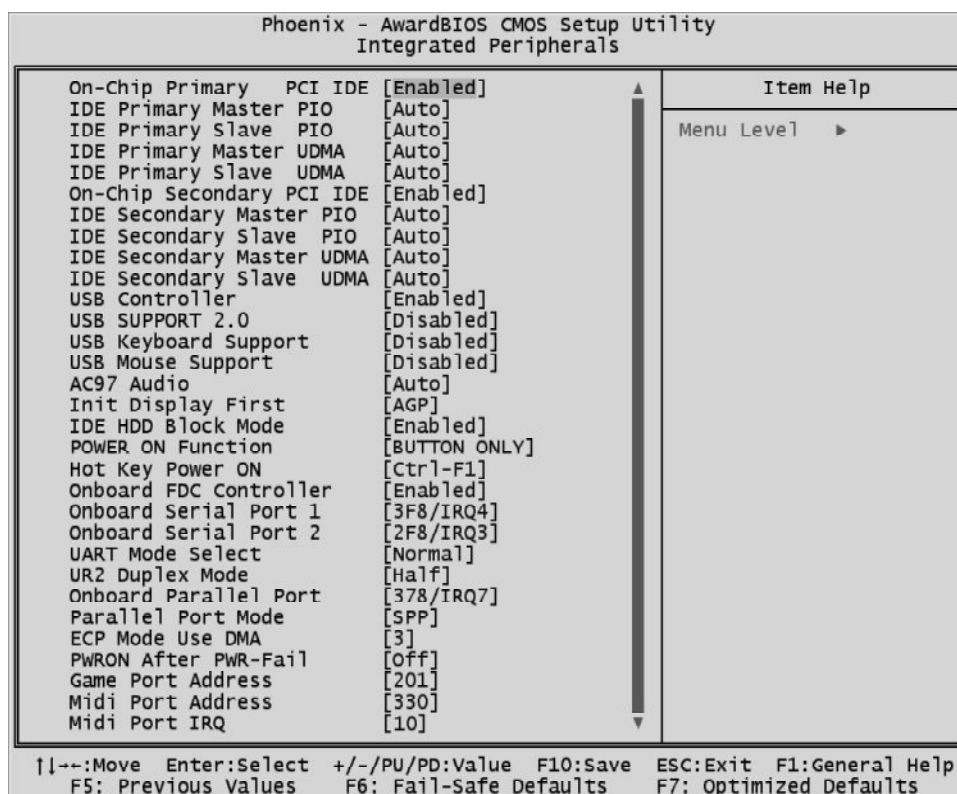 Phoenix - AwardBIOS CMOS Setup Utility
Integrated Peripherals
On-Chip Primary PCI IDE [Enabled]
IDE Primary Master PIO [Auto]
IDE Primary Slave PIO [Auto]
IDE Primary Master UDMA [Auto]
IDE Primary Slave UDMA [Auto]
On-Chip Secondary PCI IDE [Enabled]
IDE Secondary Master PIO [Auto]
IDE Secondary Slave PIO [Auto]
IDE Secondary Master UDMA [Auto]
IDE Secondary Slave UDMA [Auto]
USB Controller [Enabled]
USB SUPPORT 2.0 [Disabled]
USB Keyboard Support [Disabled]
USB Mouse Support [Disabled]
AC97 Audio [Auto]
Init Display First [AGP]
IDE HDD Block Mode [Enabled]
POWER ON Function [BUTTON ONLY]
Hot Key Power ON [Ctrl-F1]
Onboard FDC Controller [Enabled]
Onboard Serial Port 1 [3F8/IRQ4]
Onboard Serial Port 2 [2F8/IRQ3]
UART Mode Select [Normal]
UR2 Duplex Mode [Half]
Onboard Parallel Port [378/IRQ7]
Parallel Port Mode [SPP]
ECP Mode Use DMA [3]
PWRON After PWR-Fail [Off]
Game Port Address [201]
Midi Port Address [330]
Midi Port IRQ [10]
Item Help
Menu Level ▶
↑↓→←:Move Enter:Select +/-/PU/PD:Value F10:Save ESC:Exit F1:General Help
F5: Previous Values F6: Fail-Safe Defaults F7: Optimized Defaults